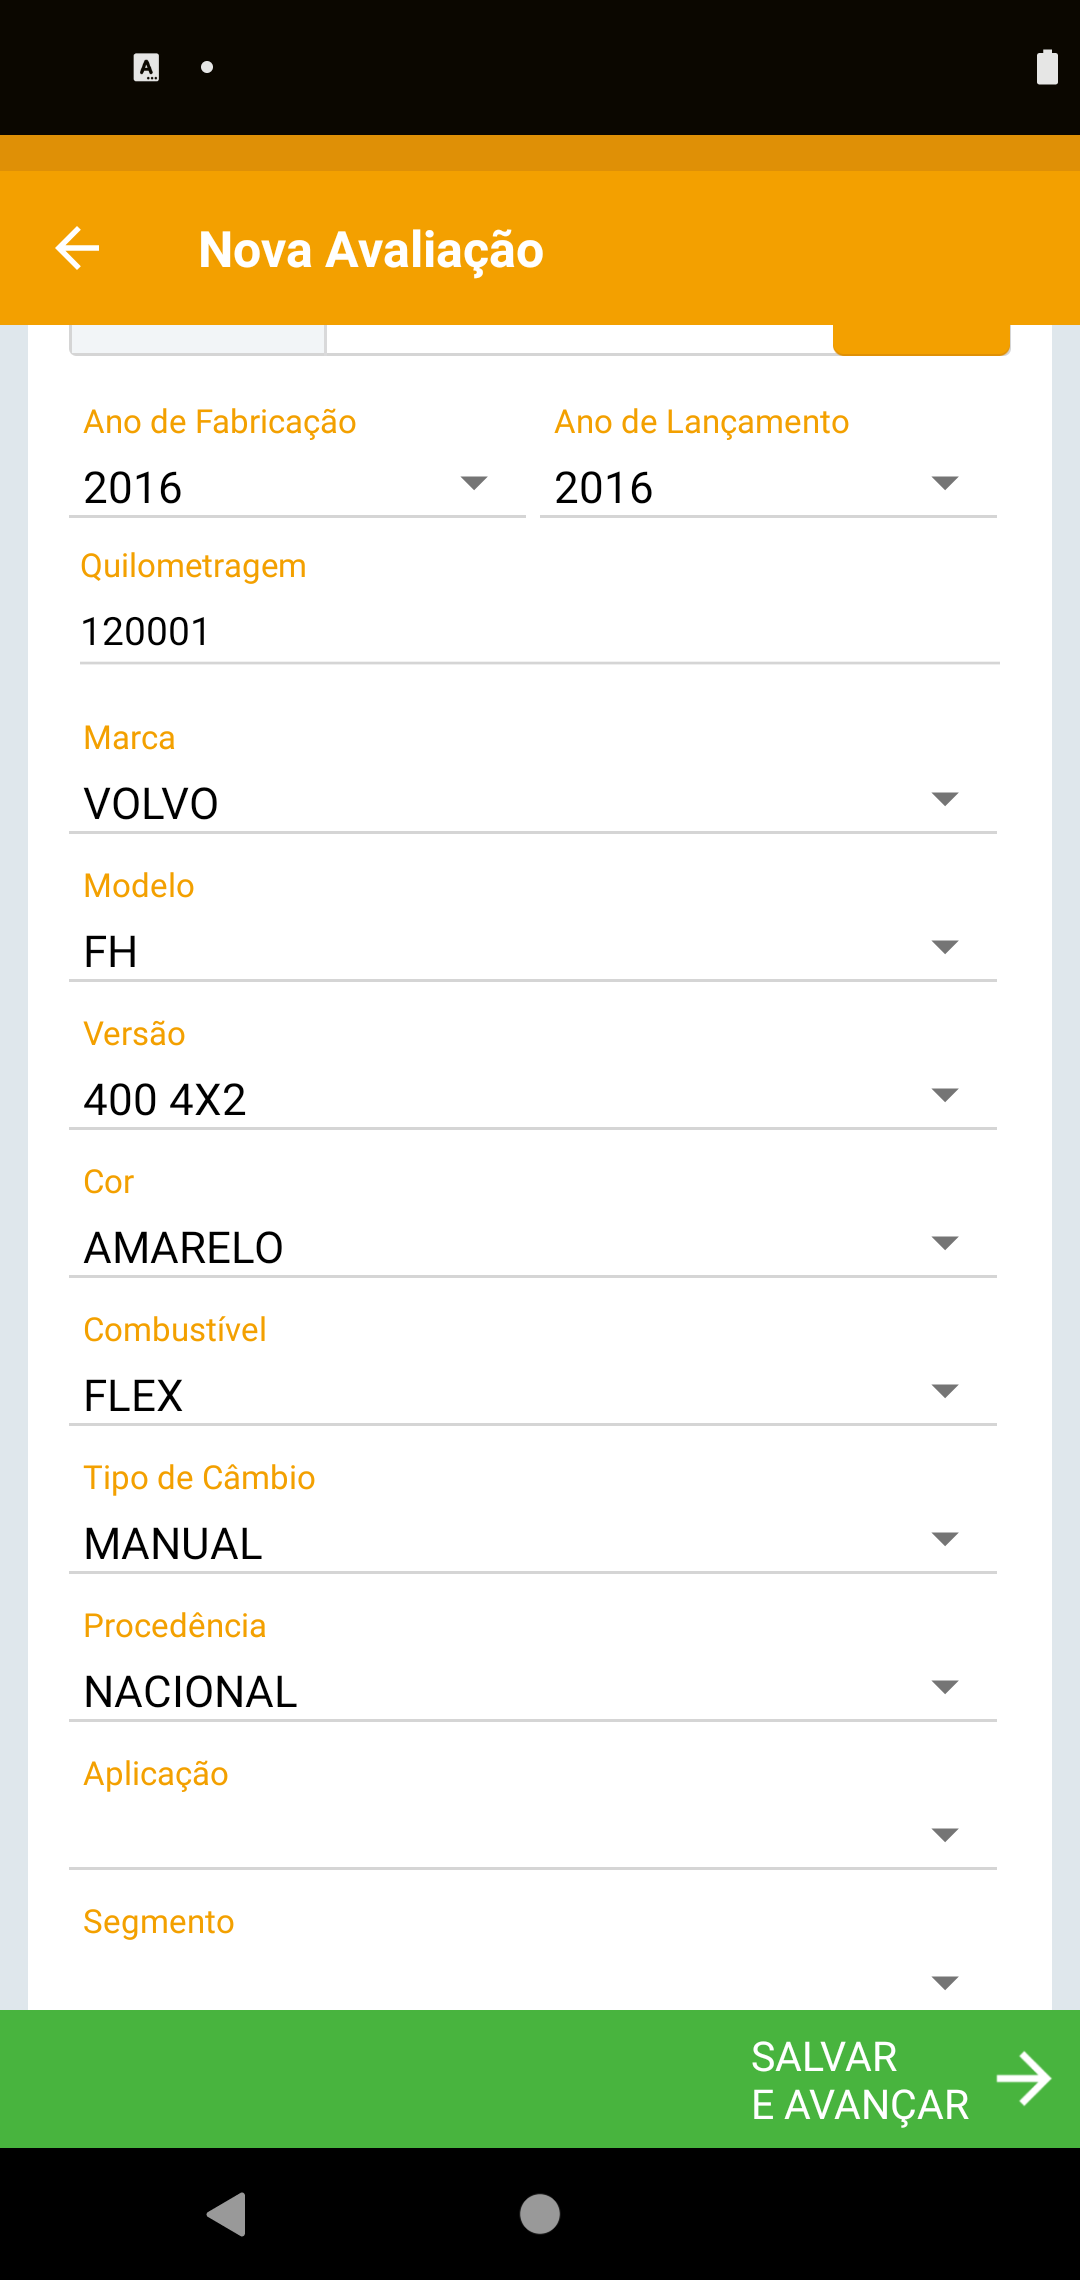 Nova Avaliação
Ano de Fabricação
Ano de Lançamento
2016
2016
Quilometragem
120001
Marca
VOLVO
Modelo
FH
Versão
400 4X2
Cor
AMARELO
Combustível
FLEX
Tipo de Câmbio
MANUAL
Procedência
NACIONAL
Aplicação
Segmento
SALVAR
E AVANÇAR